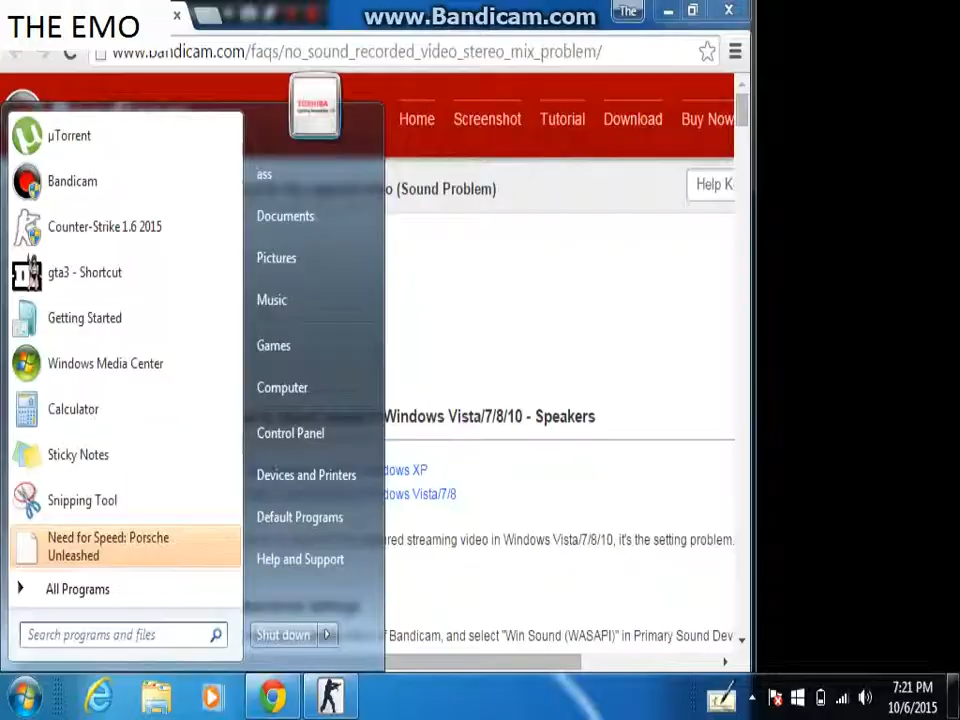 THE EMO
www.Bandicam.com
The
www.bandicam.com/faqs/no_sound_recorded_video_stereo_mix_problem/
Home
Screenshot
Tutorial
Download
Buy Now
(Sound Problem)
Help K
TOSHIBA
µTorrent
Bandicam
Counter-Strike 1.6 2015
gta3 - Shortcut
Getting Started
Windows Media Center
Calculator
Sticky Notes
Snipping Tool
Need for Speed: Porsche
Unleashed
All Programs
Search programs and files
ass
Documents
Pictures
Music
Games
Computer
Control Panel
Devices and Printers
Default Programs
Help and Support
Shut down
Windows Vista/7/8/10 - Speakers
dows XP
dows Vista/7/8
red streaming video in Windows Vista/7/8/10, it's the setting problem.
of Bandicam, and select "Win Sound (WASAPI)" in Primary Sound Dev
7:21 PM
10/6/2015